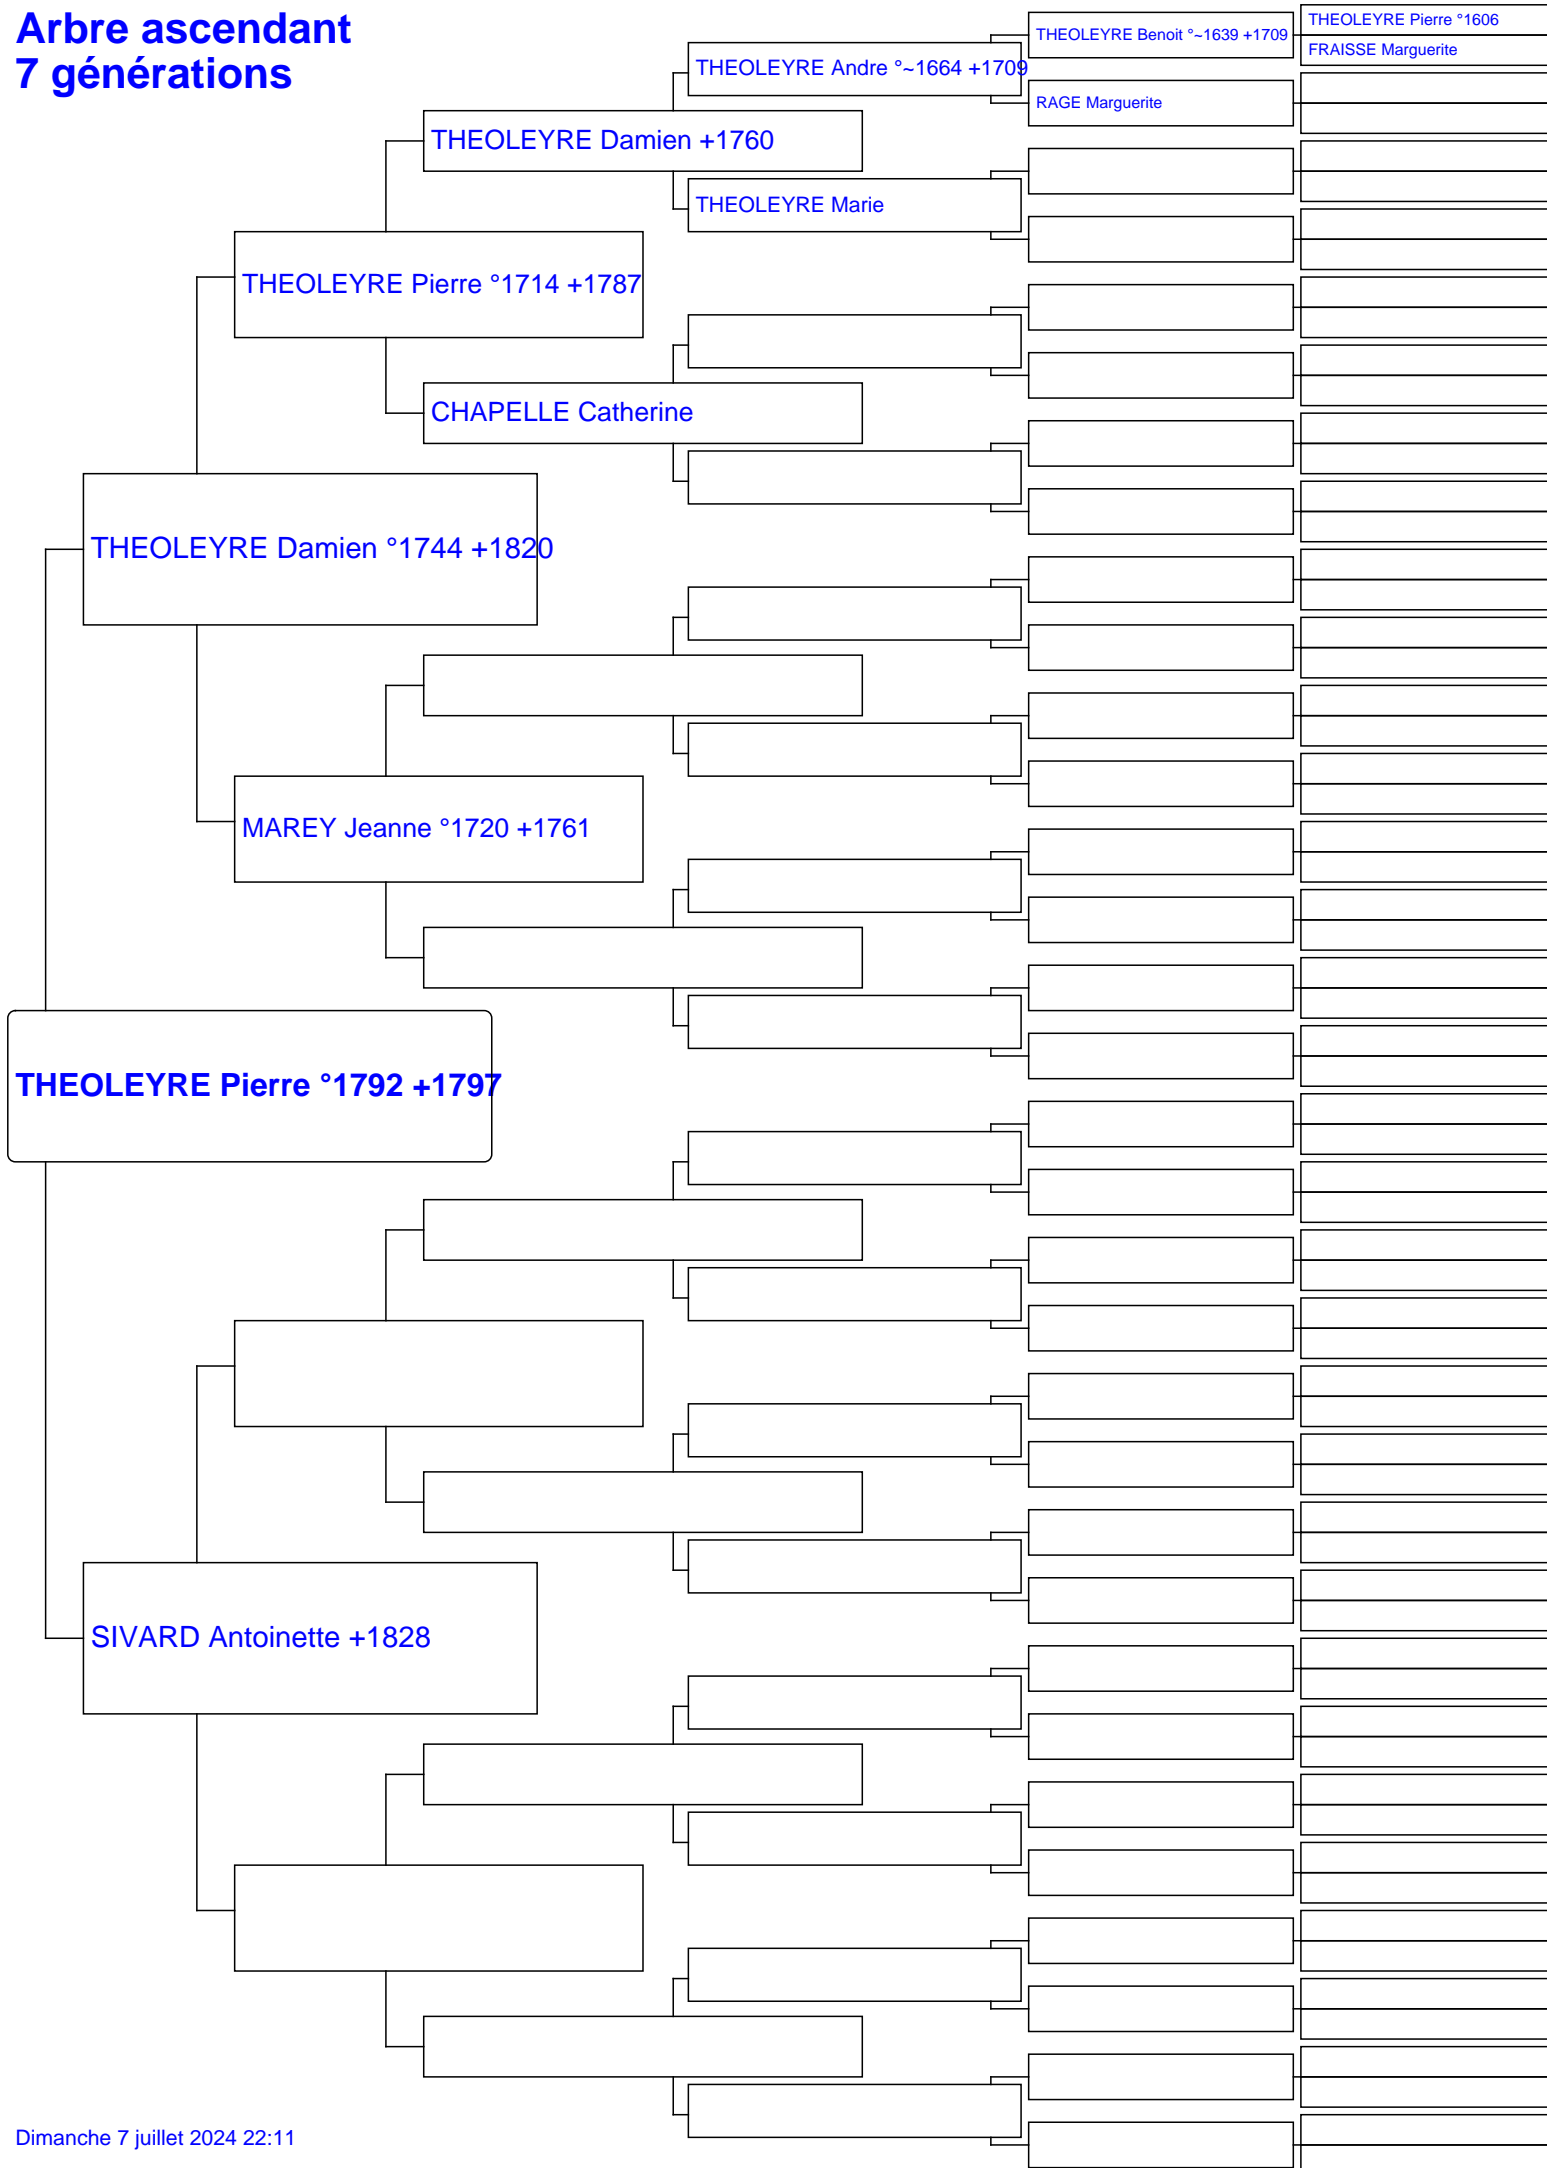 Arbre ascendant
7 générations
THEOLEYRE Pierre °1606
THEOLEYRE Benoit °~1639 +1709
FRAISSE Marguerite
THEOLEYRE Andre °~1664 +1709
RAGE Marguerite
THEOLEYRE Damien +1760
THEOLEYRE Marie
THEOLEYRE Pierre °1714 +1787
CHAPELLE Catherine
THEOLEYRE Damien °1744 +1820
MAREY Jeanne °1720 +1761
THEOLEYRE Pierre °1792 +1797
SIVARD Antoinette +1828
Dimanche 7 juillet 2024 22:11